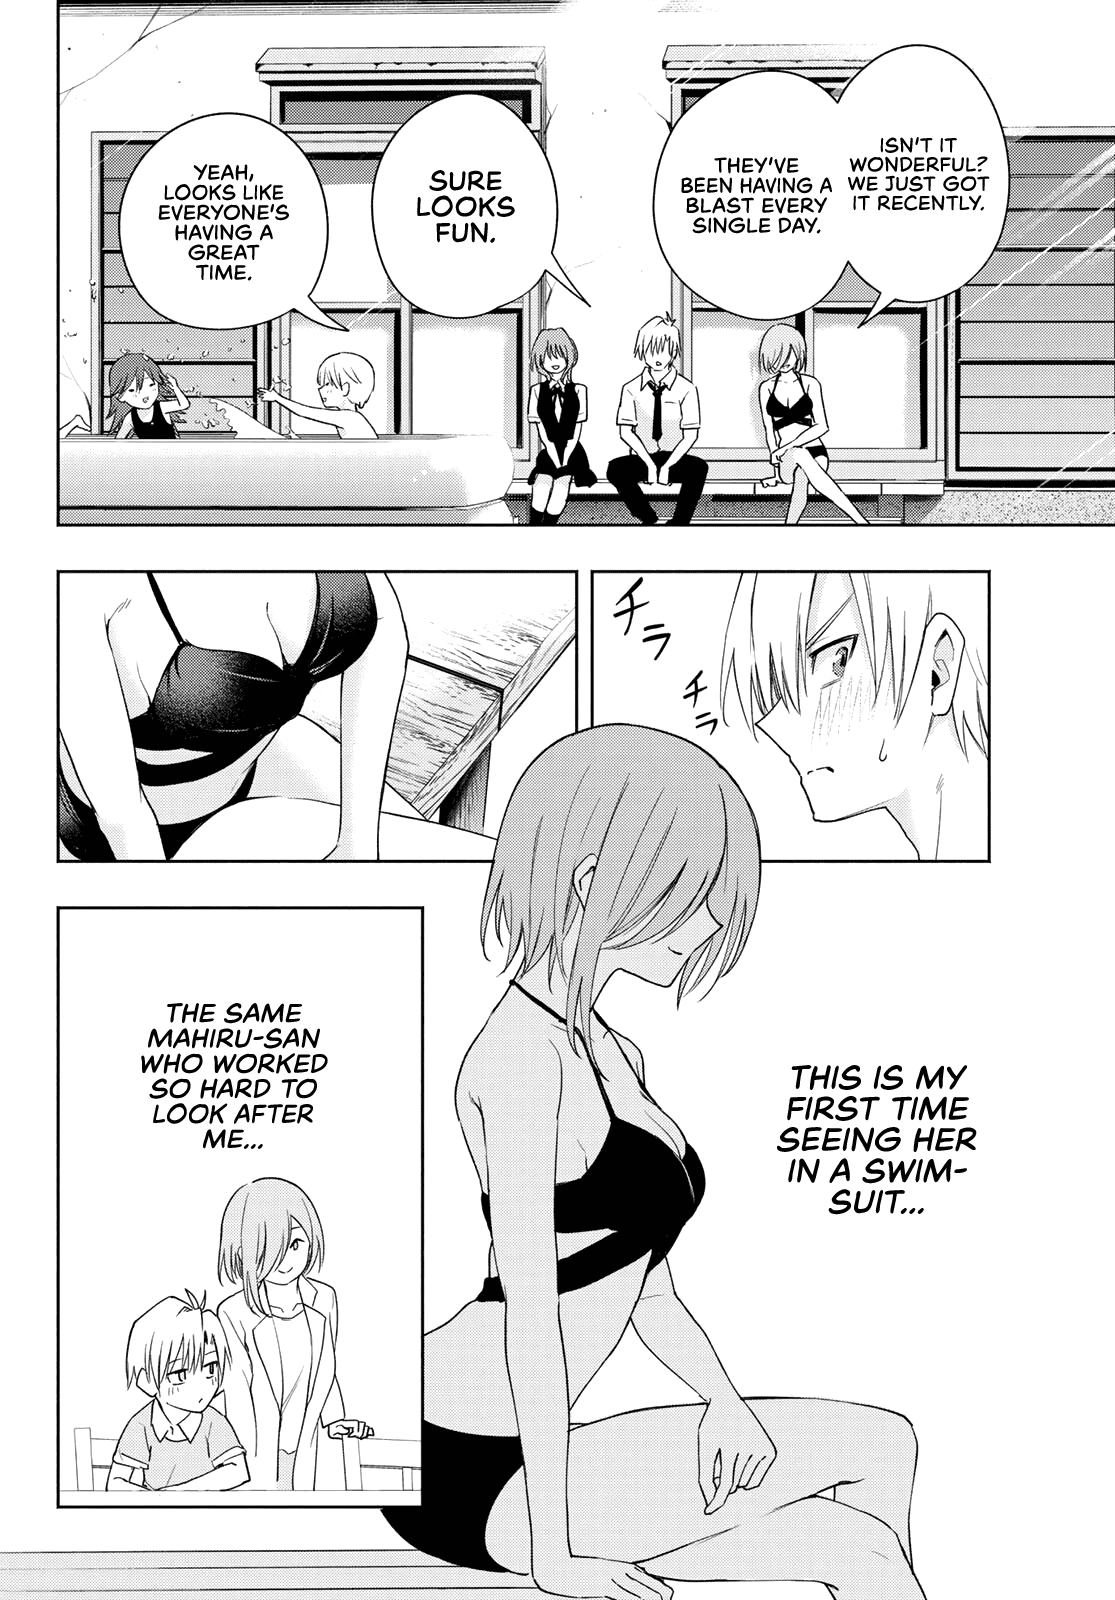 ISN'T IT
WONDERFUL?
WE JUST GOT
IT RECENTLY.
THEY'VE
BEEN HAVING A
BLAST EVERY
SINGLE DAY.
SURE
LOOKS
FUN.
YEAH,
LOOKS LIKE
EVERYONE'S
HAVING A
GREAT
TIME.
チラ
チラ
THIS IS MY
FIRST TIME
SEEING HER
IN A SWIM-
SUIT...
THE SAME
MAHIRU-SAN
WHO WORKED
SO HARD TO
LOOK AFTER
ME...